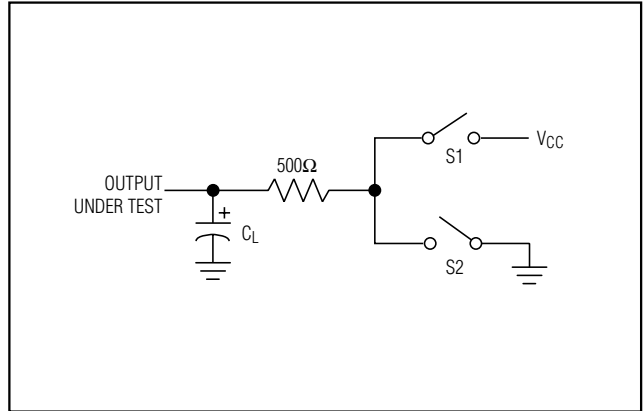 S1
VCC
500Ω
OUTPUT
UNDER TEST
+
CL
S2